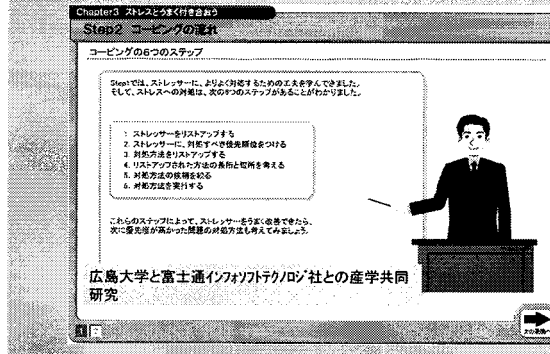 Chapter3 ストレスとうまく付き合おう
Step2 コーピングの流れ
コーピングの6つのステップ
Step1では、ストレッサーに、よりよく対処するための工夫を学んできました。
そして、ストレスへの対処は、次の6つのステップがあることがわかりました。
1. ストレッサーをリストアップする
2. ストレッサーに、対処すべき優先順位をつける
3. 対処方法をリストアップする
4. リストアップされた方法の長所と短所を考える
5. 対処方法の候補を絞る
6. 対処方法を実行する
これらのステップによって、ストレッサーをうまく改善できたら、
次に優先度が高かった問題の対処方法も考えてみましょう。
広島大学と富士通インフォソフトテクノロジ社との産学共同
研究
1 2
次の画面へ